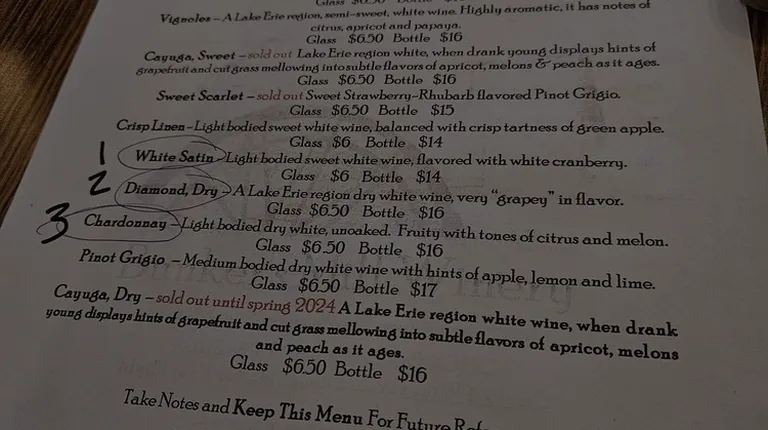 Glass $6.50
Vignoles – A Lake Erie region, semi-sweet, white wine. Highly aromatic, it has notes of
citrus, apricot and papaya.
Glass $6.50 Bottle $16
Cayuga, Sweet – sold out Lake Erie region white, when drank young displays hints of
grapefruit and cut grass mellowing into subtle flavors of apricot, melons & peach as it ages.
Glass $6.50 Bottle $16
Sweet Scarlet – sold out Sweet Strawberry-Rhubarb flavored Pinot Grigio.
Glass $6.50 Bottle $15
Crisp Linen – Light bodied sweet white wine, balanced with crisp tartness of green apple.
Glass $6 Bottle $14
1 White Satin – Light bodied sweet white wine, flavored with white cranberry.
Glass $6 Bottle $14
2 Diamond, Dry – A Lake Erie region dry white wine, very "grapey" in flavor.
Glass $6.50 Bottle $16
3 Chardonnay – Light bodied dry white, unoaked. Fruity with tones of citrus and melon.
Glass $6.50 Bottle $16
Pinot Grigio – Medium bodied dry white wine with hints of apple, lemon and lime.
Glass $6.50 Bottle $17
Winery
Cayuga, Dry – sold out until spring 2024 A Lake Erie region white wine, when drank
young displays hints of grapefruit and cut grass mellowing into subtle flavors of apricot, melons
and peach as it ages.
Glass $6.50 Bottle $16
Take Notes and Keep This Menu For Future